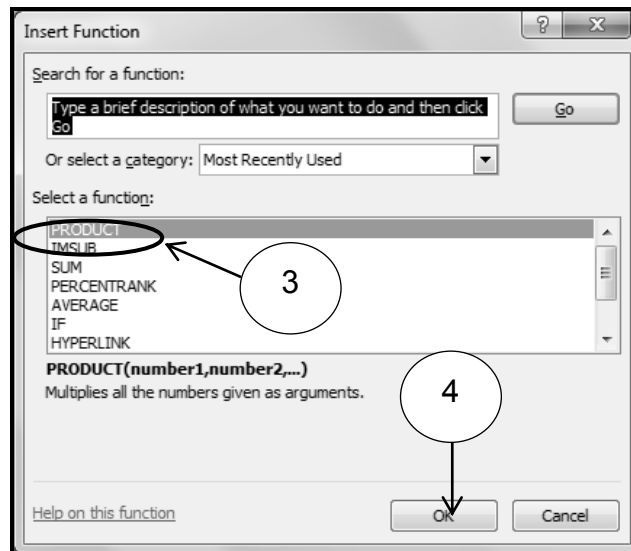 Insert Function
Search for a function:
Type a brief description of what you want to do and then click
Go
Go
Or select a category: Most Recently Used
Select a function:
PRODUCT
IMSUB
SUM
PERCENTRANK
AVERAGE
IF
HYPERLINK
3
PRODUCT(number1,number2,...)
Multiplies all the numbers given as arguments.
4
Help on this function
OK
Cancel